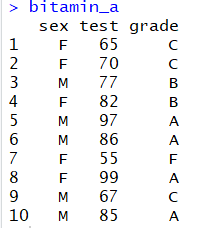 > bitamin_a
sex test grade
1 F 65 C
2 F 70 C
3 M 77 B
4 F 82 B
5 M 97 A
6 M 86 A
7 F 55 F
8 F 99 A
9 M 67 C
10 M 85 A